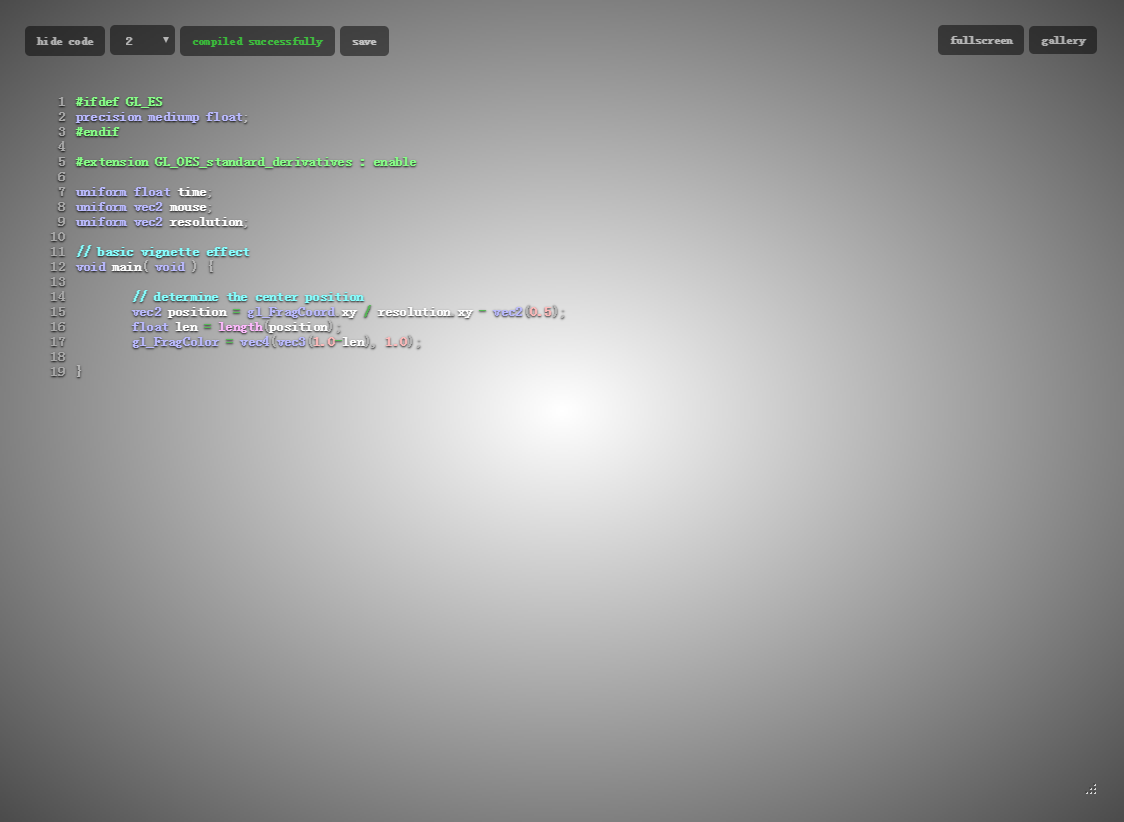 hide code 2 ▼ compiled successfully save fullscreen gallery
1 #ifdef GL_ES
2 precision mediump float;
3 #endif
4
5 #extension GL_OES_standard_derivatives : enable
6
7 uniform float time;
8 uniform vec2 mouse;
9 uniform vec2 resolution;
10
11 // basic vignette effect
12 void main( void ) {
13
14 // determine the center position
15 vec2 position = gl_FragCoord.xy / resolution.xy - vec2(0.5);
16 float len = length(position);
17 gl_FragColor = vec4(vec3(1.0-len), 1.0);
18
19 }